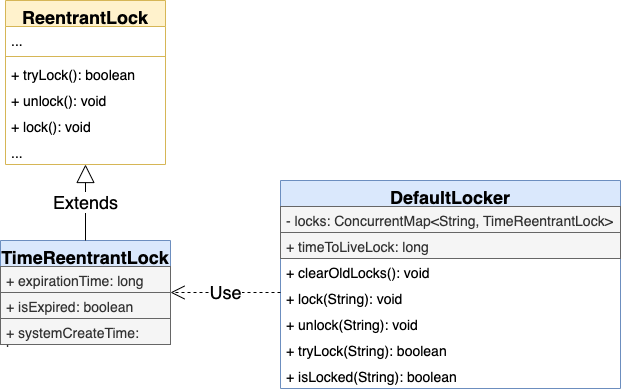 ReentrantLock
...
+ tryLock(): boolean
+ unlock(): void
+ lock(): void
...
Extends
TimeReentrantLock
+ expirationTime: long
+ isExpired: boolean
+ systemCreateTime:
DefaultLocker
- locks: ConcurrentMap<String, TimeReentrantLock>
+ timeToLiveLock: long
+ clearOldLocks(): void
+ lock(String): void
+ unlock(String): void
+ tryLock(String): boolean
+ isLocked(String): boolean
Use